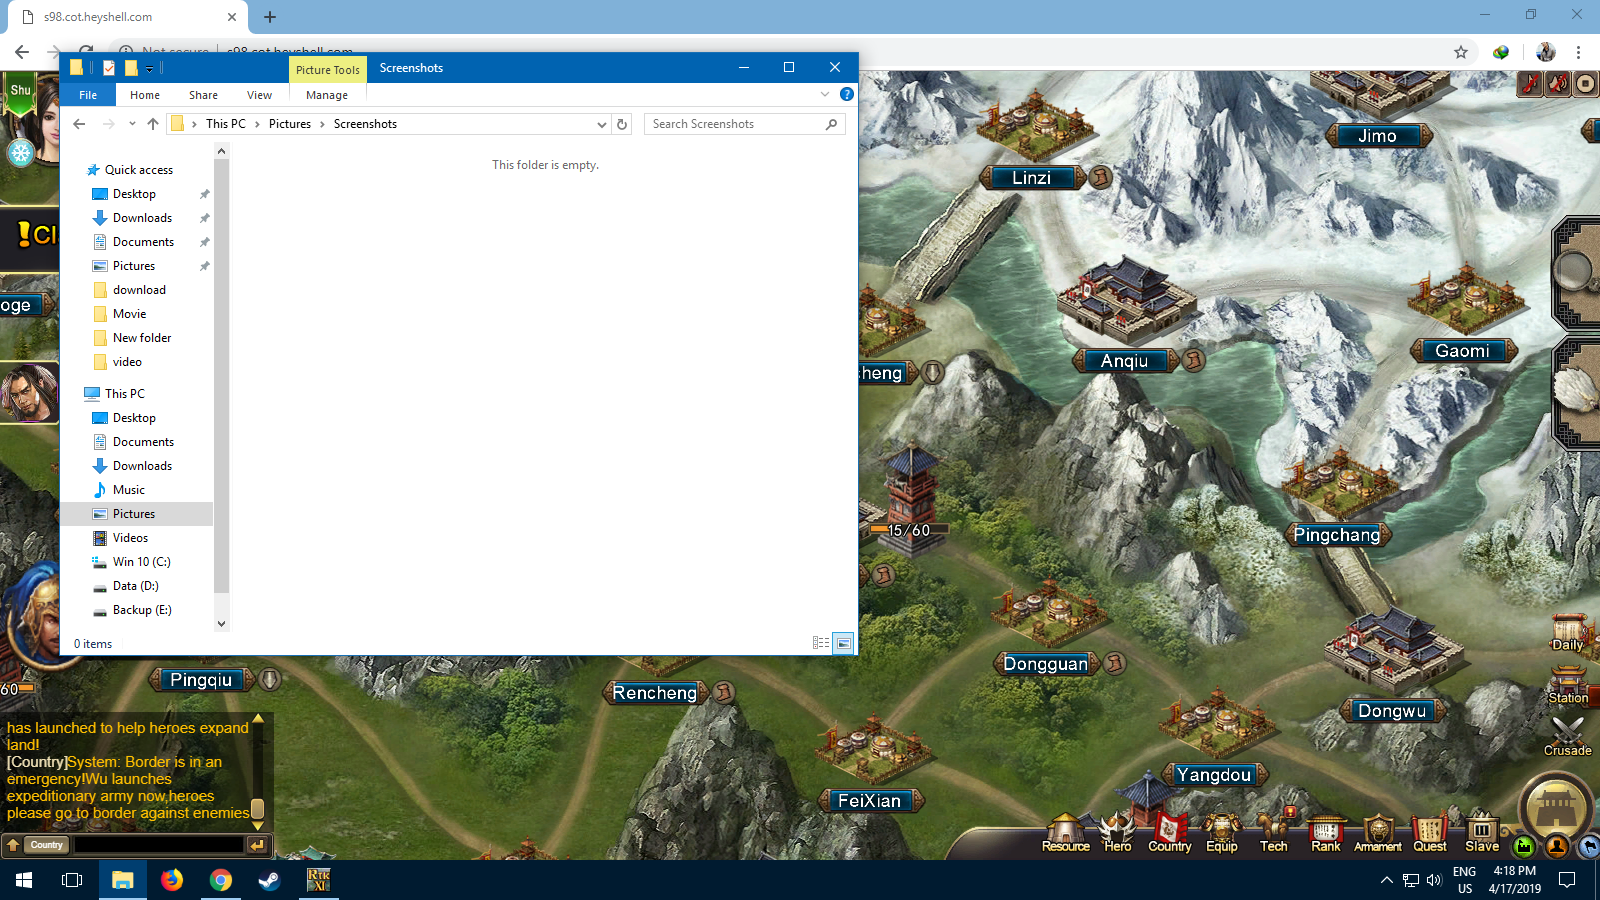 s98.cot.heyshell.com
Not secure | s98.cot.heyshell.com
Picture Tools
Screenshots
File
Home
Share
View
Manage
This PC
Pictures
Screenshots
Search Screenshots
This folder is empty.
Quick access
Desktop
Downloads
Documents
Pictures
download
Movie
New folder
video
This PC
Desktop
Documents
Downloads
Music
Pictures
Videos
Win 10 (C:)
Data (D:)
Backup (E:)
0 items
Shu
!Cl
oge
Jimo
Linzi
Anqiu
Gaomi
heng
Pingchang
15/60
Dongguan
Dongwu
Pingqiu
Rencheng
60
Yangdou
FeiXian
Daily
Station
Crusade
has launched to help heroes expand
land!
[Country]System: Border is in an
emergency!Wu launches
expeditionary army now,heroes
please go to border against enemies
Country
Resource
Hero
Country
Equip
Tech
Rank
Armament
Quest
Slave
RTK
XI
ENG
US
4:18 PM
4/17/2019